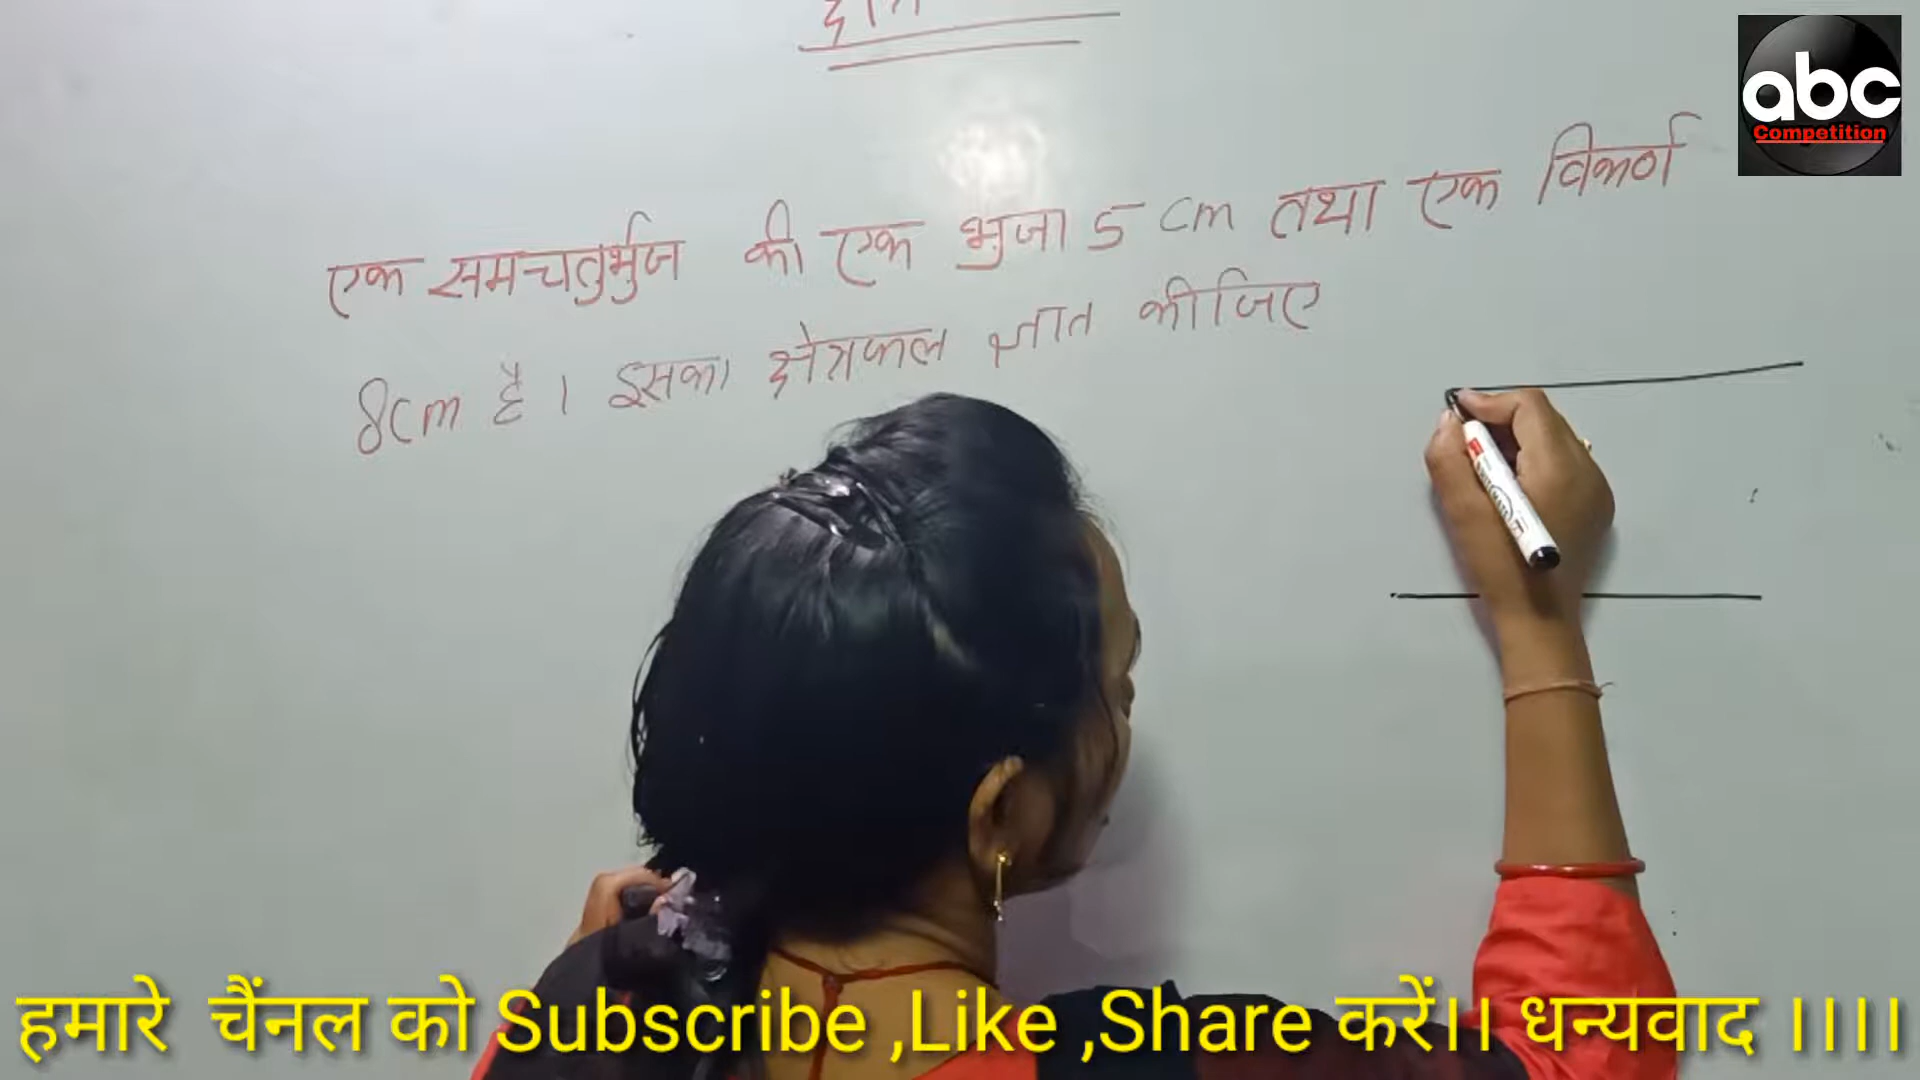 abc
Competition
एक समचतुर्भुज की एक भुजा 5 cm तथा एक विकर्ण
8cm है । इसका क्षेत्रफल ज्ञात कीजिए
हमारे चैंनल को Subscribe ,Like ,Share करें।। धन्यवाद ।।।।